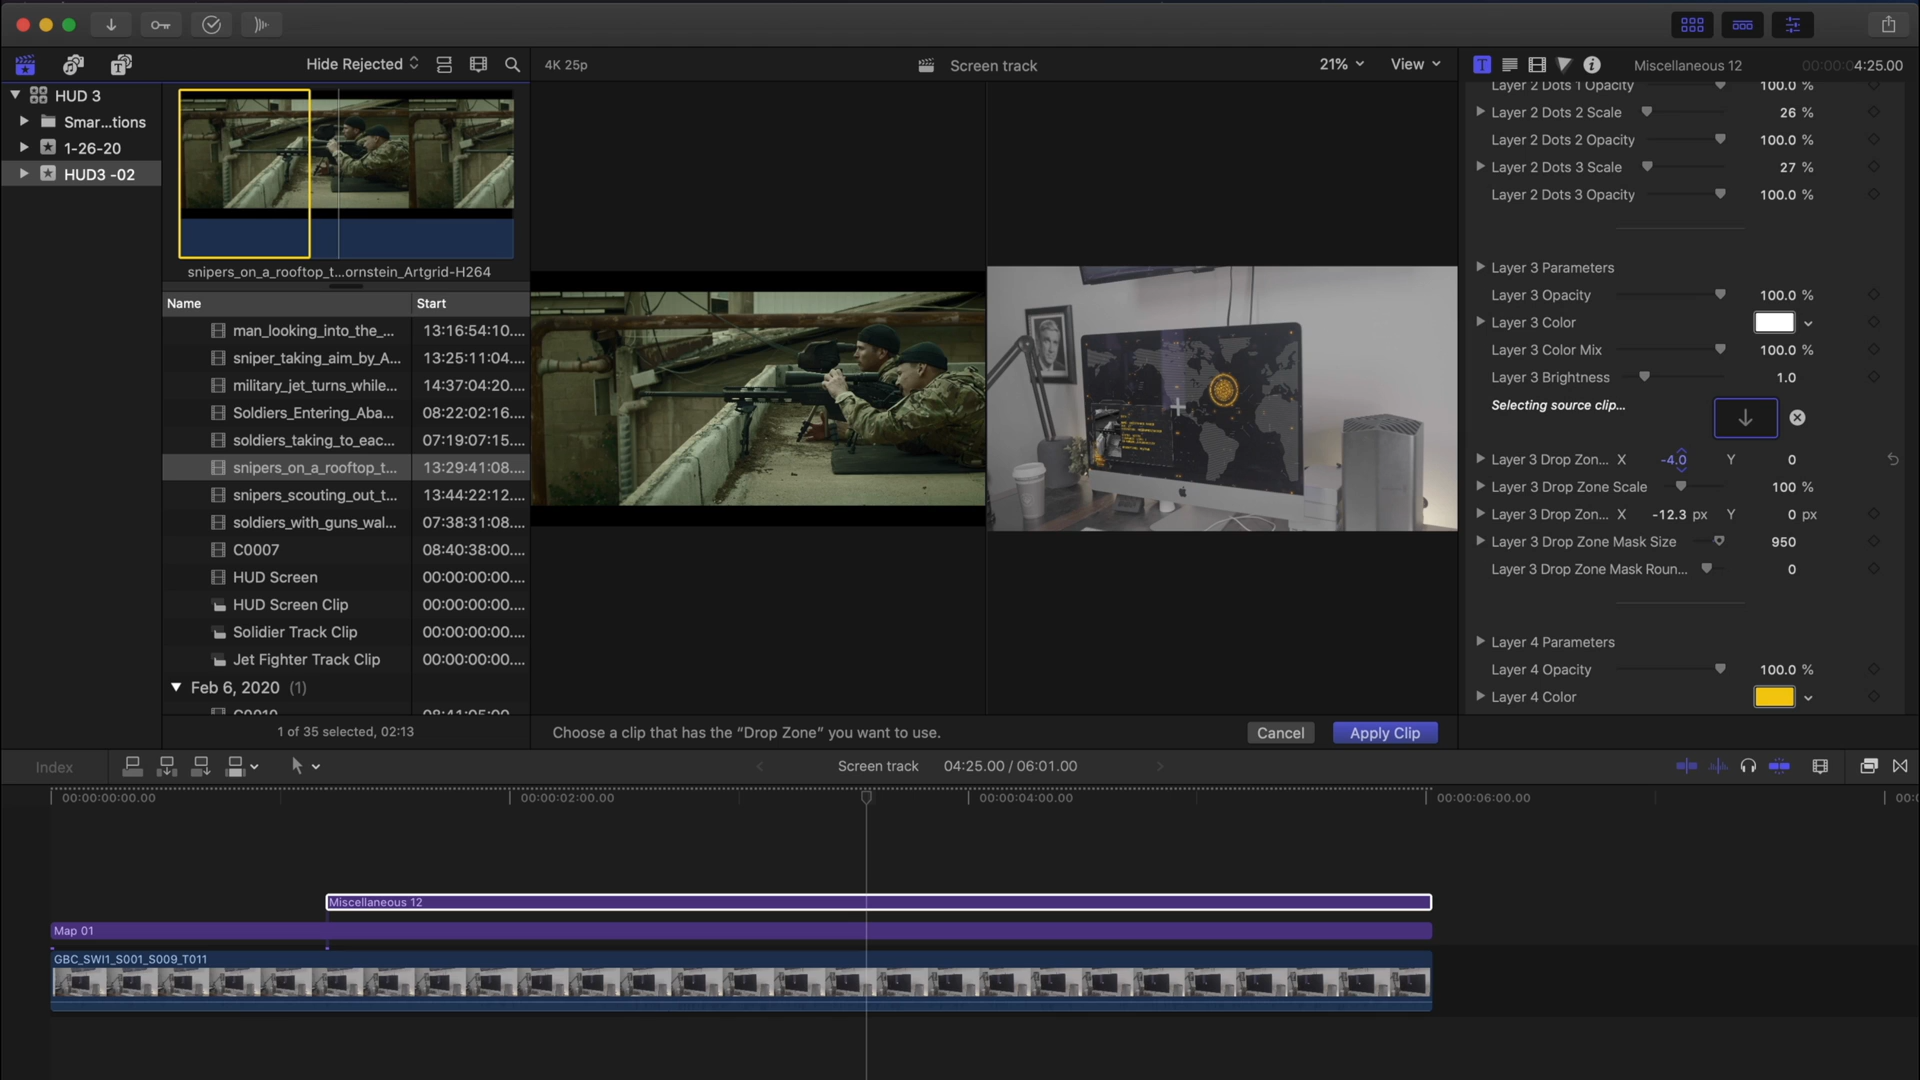 Hide Rejected
4K 25p
Screen track
21%
View
Miscellaneous 12
00:00:04:25.00
HUD 3
Smar...tions
1-26-20
HUD3 -02
snipers_on_a_rooftop_t...ornstein_Artgrid-H264
Name Start
man_looking_into_the_... 13:16:54:10....
sniper_taking_aim_by_A... 13:25:11:04....
military_jet_turns_while... 14:37:04:20....
Soldiers_Entering_Aba... 08:22:02:16....
soldiers_taking_to_eac... 07:19:07:15....
snipers_on_a_rooftop_t... 13:29:41:08....
snipers_scouting_out_t... 13:44:22:12....
soldiers_with_guns_wal... 07:38:31:08....
C0007 08:40:38:00....
HUD Screen 00:00:00:00....
HUD Screen Clip 00:00:00:00....
Solidier Track Clip 00:00:00:00....
Jet Fighter Track Clip 00:00:00:00....
Feb 6, 2020 (1)
C0010 08:41:05:00....
1 of 35 selected, 02:13
Choose a clip that has the “Drop Zone” you want to use.
Cancel
Apply Clip
Layer 2 Dots 1 Opacity 100.0 %
Layer 2 Dots 2 Scale 26 %
Layer 2 Dots 2 Opacity 100.0 %
Layer 2 Dots 3 Scale 27 %
Layer 2 Dots 3 Opacity 100.0 %
Layer 3 Parameters
Layer 3 Opacity 100.0 %
Layer 3 Color
Layer 3 Color Mix 100.0 %
Layer 3 Brightness 1.0
Selecting source clip...
Layer 3 Drop Zon... X -4.0 Y 0
Layer 3 Drop Zone Scale 100 %
Layer 3 Drop Zon... X -12.3 px Y 0 px
Layer 3 Drop Zone Mask Size 950
Layer 3 Drop Zone Mask Roun... 0
Layer 4 Parameters
Layer 4 Opacity 100.0 %
Layer 4 Color
Index
Screen track 04:25.00 / 06:01.00
00:00:00:00.00 00:00:02:00.00 00:00:04:00.00 00:00:06:00.00 00:0
Miscellaneous 12
Map 01
GBC_SWI1_S001_S009_T011